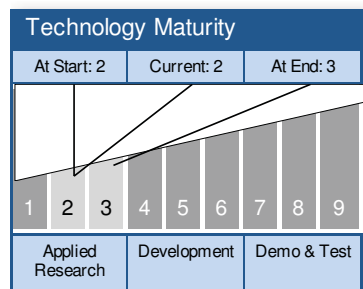 Technology Maturity
At Start: 2 Current: 2 At End: 3
1 2 3 4 5 6 7 8 9
Applied Development Demo & Test
Research